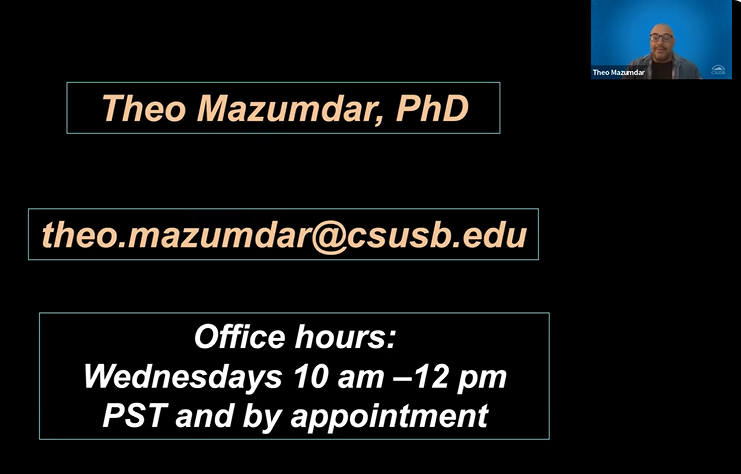 Theo Mazumdar, PhD
theo.mazumdar@csusb.edu
Office hours:
Wednesdays 10 am –12 pm
PST and by appointment
Theo Mazumdar
CSUSB